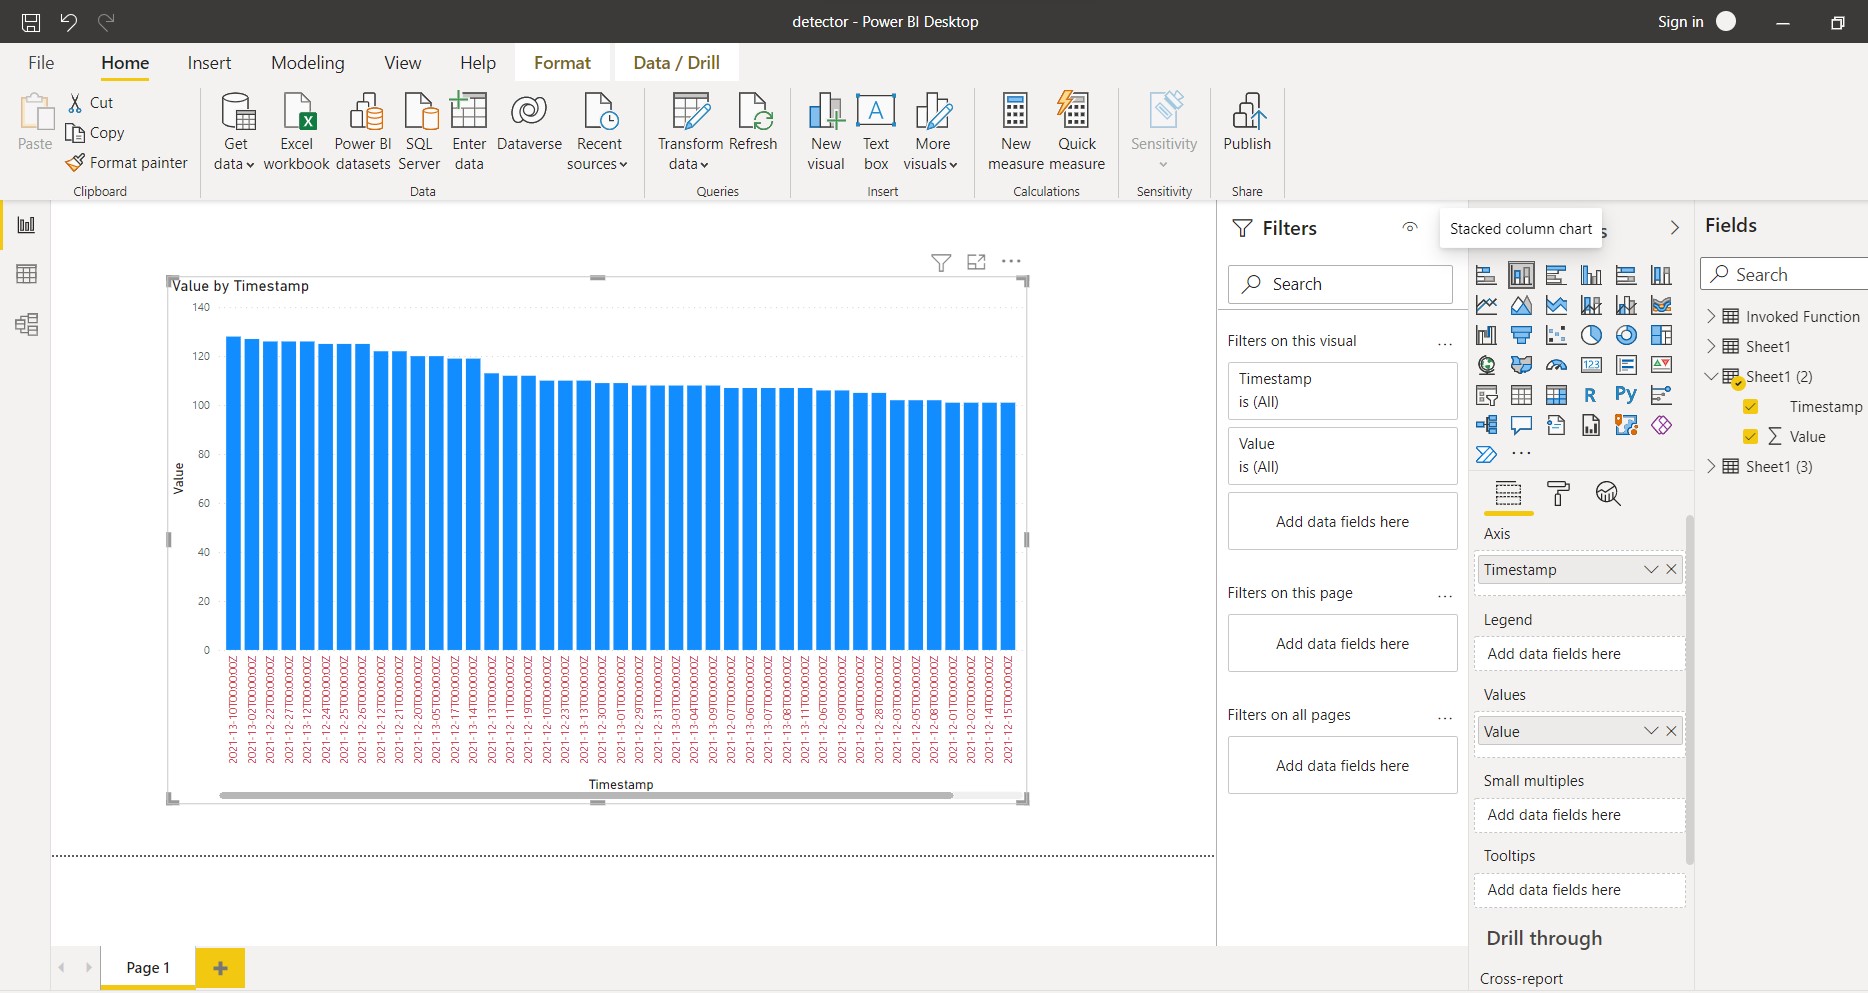 detector - Power BI Desktop
Sign in
File
Home
Insert
Modeling
View
Help
Format
Data / Drill
Paste
Cut
Copy
Format painter
Clipboard
Get
data
Excel
workbook
Power BI
datasets
SQL
Server
Enter
data
Dataverse
Recent
sources
Data
Transform
data
Refresh
Queries
New
visual
Text
box
More
visuals
Insert
New
measure
Quick
measure
Calculations
Sensitivity
Sensitivity
Publish
Share
Value by Timestamp
140
120
100
80
60
40
20
0
Value
2021-13-10T00:00:00Z
2021-13-02T00:00:00Z
2021-12-22T00:00:00Z
2021-12-27T00:00:00Z
2021-13-12T00:00:00Z
2021-12-24T00:00:00Z
2021-12-25T00:00:00Z
2021-12-26T00:00:00Z
2021-12-12T00:00:00Z
2021-12-21T00:00:00Z
2021-12-20T00:00:00Z
2021-13-05T00:00:00Z
2021-12-17T00:00:00Z
2021-13-14T00:00:00Z
2021-12-13T00:00:00Z
2021-12-11T00:00:00Z
2021-12-19T00:00:00Z
2021-12-10T00:00:00Z
2021-12-23T00:00:00Z
2021-12-30T00:00:00Z
2021-13-01T00:00:00Z
2021-12-29T00:00:00Z
2021-12-31T00:00:00Z
2021-13-03T00:00:00Z
2021-13-04T00:00:00Z
2021-13-09T00:00:00Z
2021-12-07T00:00:00Z
2021-13-06T00:00:00Z
2021-13-07T00:00:00Z
2021-13-08T00:00:00Z
2021-13-11T00:00:00Z
2021-12-06T00:00:00Z
2021-12-09T00:00:00Z
2021-12-04T00:00:00Z
2021-12-28T00:00:00Z
2021-12-03T00:00:00Z
2021-12-05T00:00:00Z
2021-12-08T00:00:00Z
2021-12-01T00:00:00Z
2021-12-02T00:00:00Z
2021-12-14T00:00:00Z
2021-12-15T00:00:00Z
Timestamp
Page 1
Filters
Search
Filters on this visual
Timestamp
is (All)
Value
is (All)
Add data fields here
Filters on this page
Add data fields here
Filters on all pages
Add data fields here
Stacked column chart
s
123
R
Py
Axis
Timestamp
Legend
Add data fields here
Values
Value
Small multiples
Add data fields here
Tooltips
Add data fields here
Drill through
Cross-report
Fields
Search
Invoked Function
Sheet1
Sheet1 (2)
Timestamp
Σ Value
Sheet1 (3)